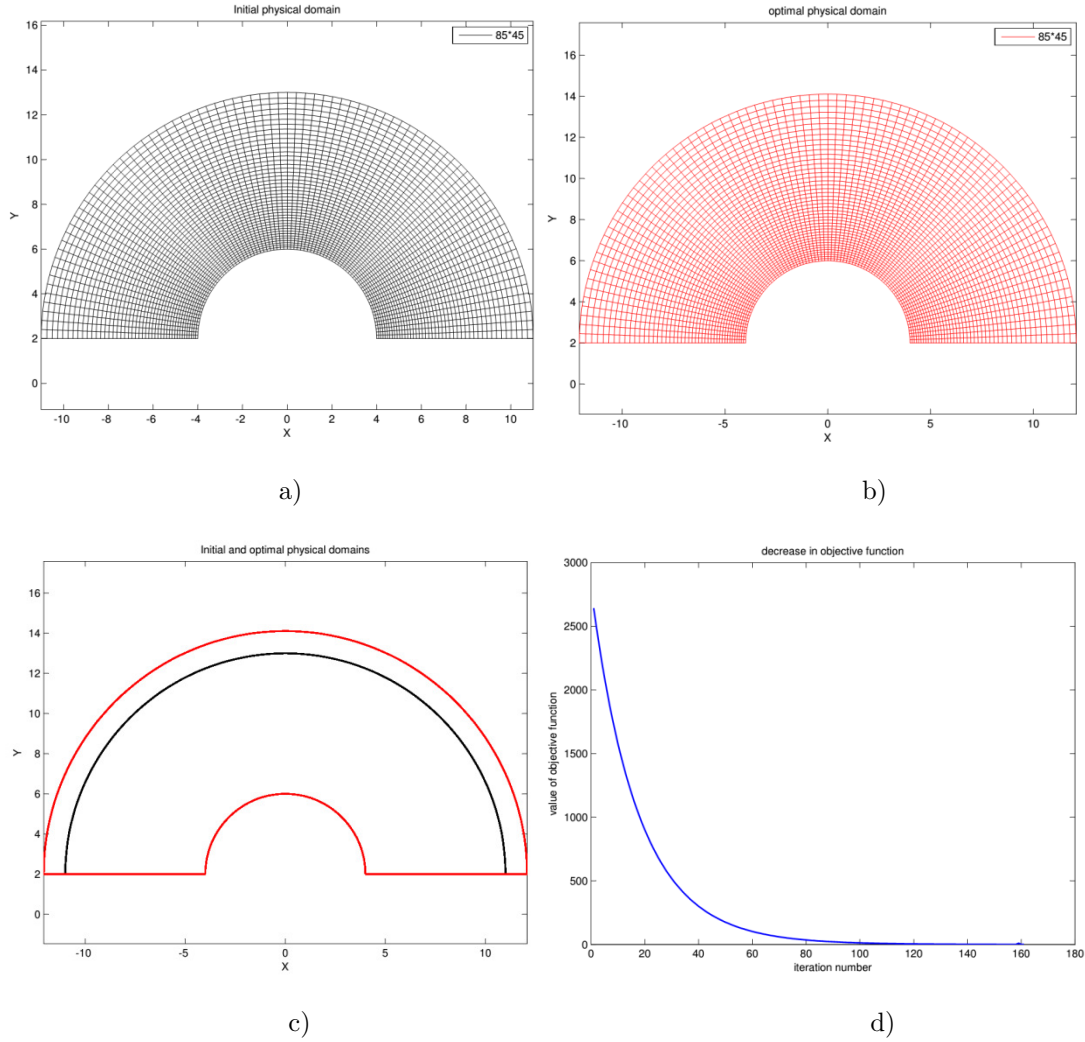 Initial physical domain
85*45
16
14
12
10
8
6
4
2
0
Y
-10 -8 -6 -4 -2 0 2 4 6 8 10
X
a)
optimal physical domain
85*45
16
14
12
10
8
6
4
2
0
Y
-10 -5 0 5 10
X
b)
Initial and optimal physical domains
16
14
12
10
8
6
4
2
0
Y
-10 -5 0 5 10
X
c)
decrease in objective function
3000
2500
2000
1500
1000
500
0
value of objective function
0 20 40 60 80 100 120 140 160 180
iteration number
d)